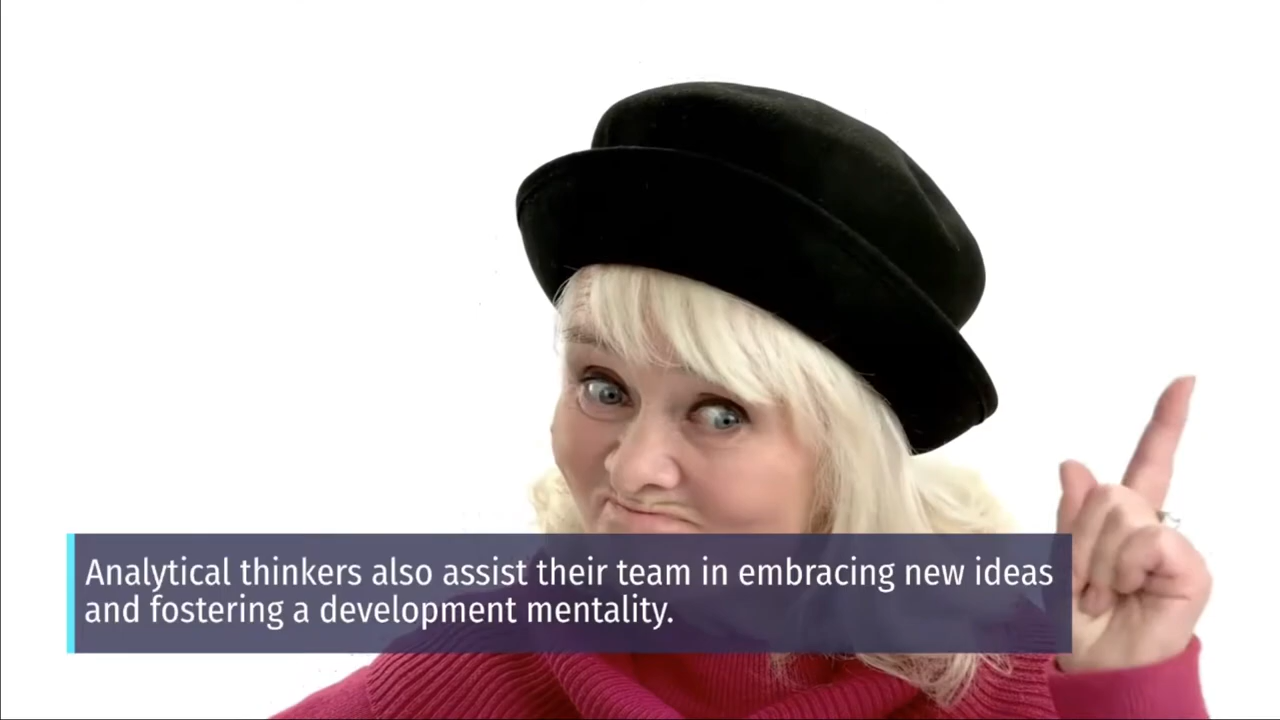 Analytical thinkers also assist their team in embracing new ideas
and fostering a development mentality.